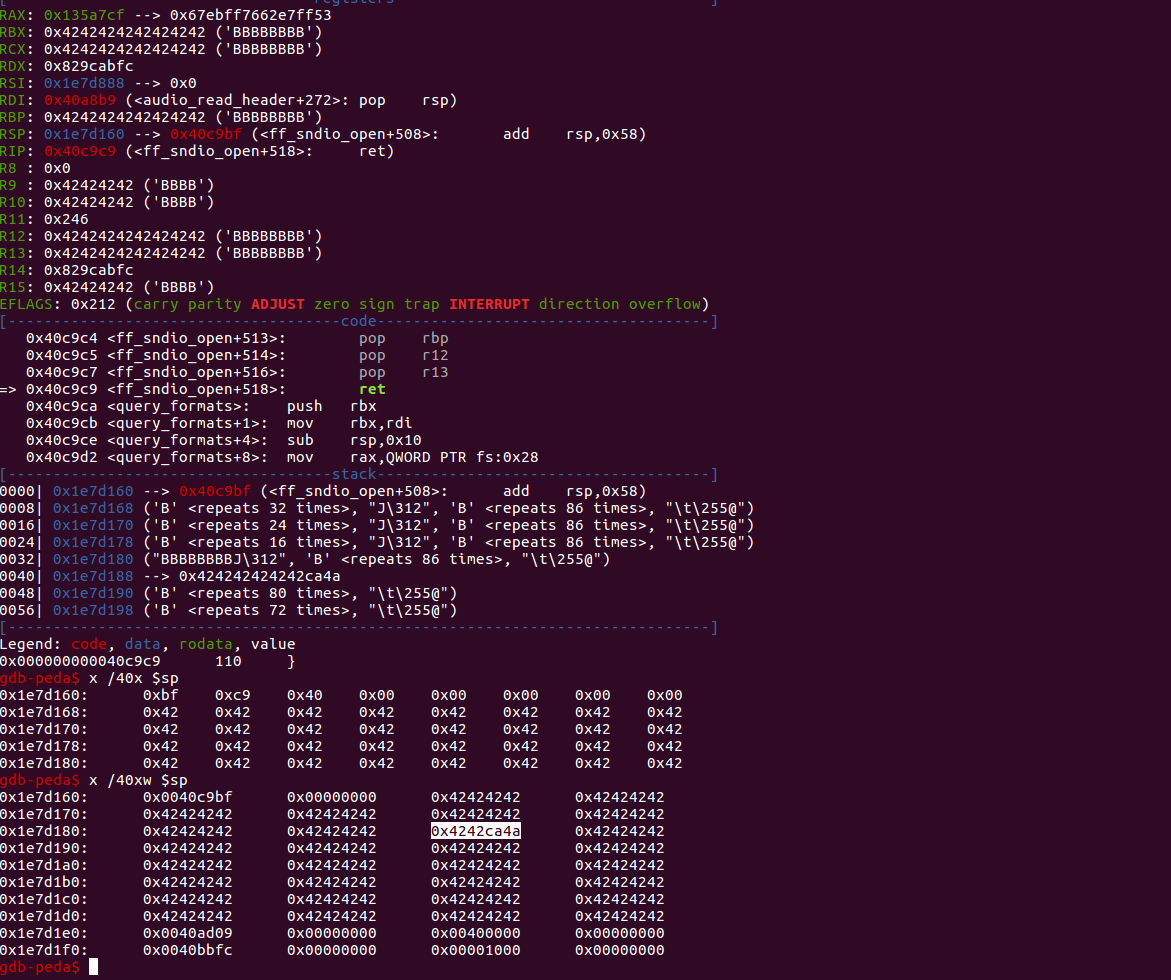 [------------------------------------registers-------------------------------------]
RAX: 0x135a7cf --> 0x67ebff7662e7ff53
RBX: 0x4242424242424242 ('BBBBBBBB')
RCX: 0x4242424242424242 ('BBBBBBBB')
RDX: 0x829cabfc
RSI: 0x1e7d888 --> 0x0
RDI: 0x40a8b9 (<audio_read_header+272>: pop    rsp)
RBP: 0x4242424242424242 ('BBBBBBBB')
RSP: 0x1e7d160 --> 0x40c9bf (<ff_sndio_open+508>:       add    rsp,0x58)
RIP: 0x40c9c9 (<ff_sndio_open+518>:     ret)
R8 : 0x0
R9 : 0x42424242 ('BBBB')
R10: 0x42424242 ('BBBB')
R11: 0x246
R12: 0x4242424242424242 ('BBBBBBBB')
R13: 0x4242424242424242 ('BBBBBBBB')
R14: 0x829cabfc
R15: 0x42424242 ('BBBB')
EFLAGS: 0x212 (carry parity ADJUST zero sign trap INTERRUPT direction overflow)
[-------------------------------------code-------------------------------------]
   0x40c9c4 <ff_sndio_open+513>:        pop    rbp
   0x40c9c5 <ff_sndio_open+514>:        pop    r12
   0x40c9c7 <ff_sndio_open+516>:        pop    r13
=> 0x40c9c9 <ff_sndio_open+518>:        ret
   0x40c9ca <query_formats>:    push   rbx
   0x40c9cb <query_formats+1>:  mov    rbx,rdi
   0x40c9ce <query_formats+4>:  sub    rsp,0x10
   0x40c9d2 <query_formats+8>:  mov    rax,QWORD PTR fs:0x28
[------------------------------------stack-------------------------------------]
0000| 0x1e7d160 --> 0x40c9bf (<ff_sndio_open+508>:      add    rsp,0x58)
0008| 0x1e7d168 ('B' <repeats 32 times>, "J\312", 'B' <repeats 86 times>, "\t\255@")
0016| 0x1e7d170 ('B' <repeats 24 times>, "J\312", 'B' <repeats 86 times>, "\t\255@")
0024| 0x1e7d178 ('B' <repeats 16 times>, "J\312", 'B' <repeats 86 times>, "\t\255@")
0032| 0x1e7d180 ("BBBBBBBBJ\312", 'B' <repeats 86 times>, "\t\255@")
0040| 0x1e7d188 --> 0x424242424242ca4a
0048| 0x1e7d190 ('B' <repeats 80 times>, "\t\255@")
0056| 0x1e7d198 ('B' <repeats 72 times>, "\t\255@")
[------------------------------------------------------------------------------]
Legend: code, data, rodata, value
0x000000000040c9c9      110     }
gdb-peda$ x /40x $sp
0x1e7d160:      0xbf    0xc9    0x40    0x00    0x00    0x00    0x00    0x00
0x1e7d168:      0x42    0x42    0x42    0x42    0x42    0x42    0x42    0x42
0x1e7d170:      0x42    0x42    0x42    0x42    0x42    0x42    0x42    0x42
0x1e7d178:      0x42    0x42    0x42    0x42    0x42    0x42    0x42    0x42
0x1e7d180:      0x42    0x42    0x42    0x42    0x42    0x42    0x42    0x42
gdb-peda$ x /40xw $sp
0x1e7d160:      0x0040c9bf      0x00000000      0x42424242      0x42424242
0x1e7d170:      0x42424242      0x42424242      0x42424242      0x42424242
0x1e7d180:      0x42424242      0x42424242      0x4242ca4a      0x42424242
0x1e7d190:      0x42424242      0x42424242      0x42424242      0x42424242
0x1e7d1a0:      0x42424242      0x42424242      0x42424242      0x42424242
0x1e7d1b0:      0x42424242      0x42424242      0x42424242      0x42424242
0x1e7d1c0:      0x42424242      0x42424242      0x42424242      0x42424242
0x1e7d1d0:      0x42424242      0x42424242      0x42424242      0x42424242
0x1e7d1e0:      0x0040ad09      0x00000000      0x00400000      0x00000000
0x1e7d1f0:      0x0040bbfc      0x00000000      0x00001000      0x00000000
gdb-peda$